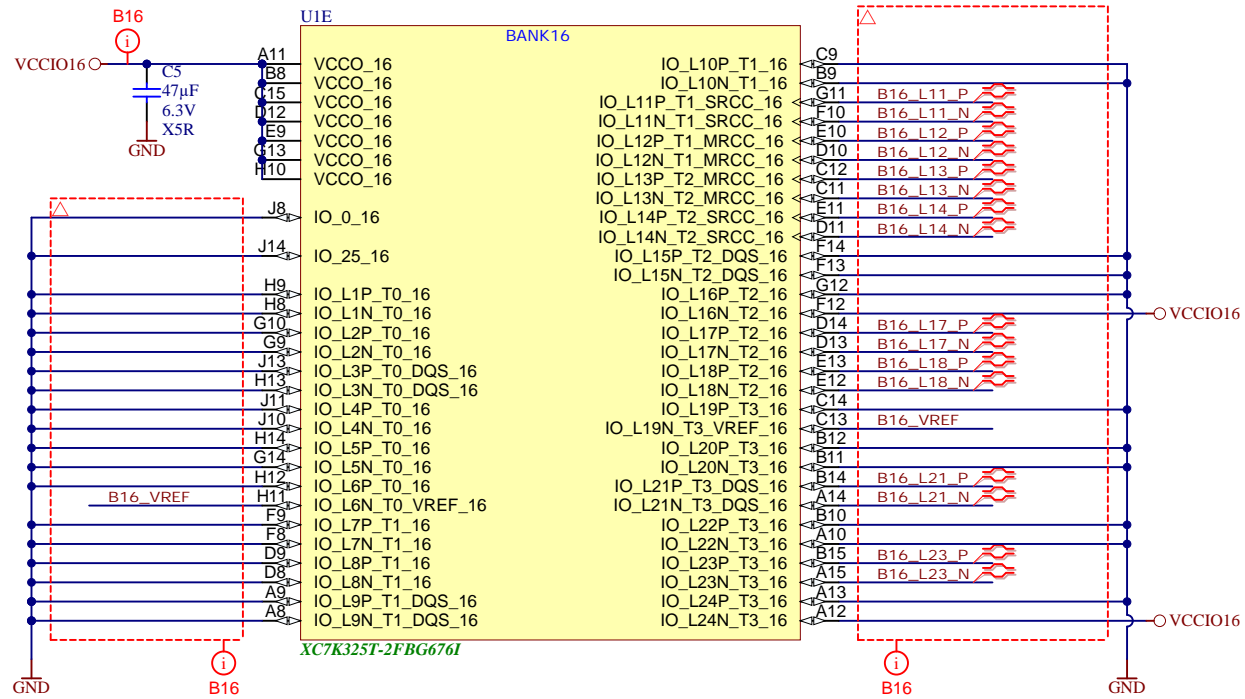 B16
i
VCCIO16
C5
47µF
6.3V
X5R
GND
U1E
BANK16
A11 VCCO_16
B8 VCCO_16
C15 VCCO_16
D12 VCCO_16
E9 VCCO_16
G13 VCCO_16
H10 VCCO_16
J8 IO_0_16
J14 IO_25_16
H9 IO_L1P_T0_16
H8 IO_L1N_T0_16
G10 IO_L2P_T0_16
G9 IO_L2N_T0_16
J13 IO_L3P_T0_DQS_16
H13 IO_L3N_T0_DQS_16
J11 IO_L4P_T0_16
J10 IO_L4N_T0_16
H14 IO_L5P_T0_16
G14 IO_L5N_T0_16
H12 IO_L6P_T0_16
B16_VREF H11 IO_L6N_T0_VREF_16
F9 IO_L7P_T1_16
F8 IO_L7N_T1_16
D9 IO_L8P_T1_16
D8 IO_L8N_T1_16
A9 IO_L9P_T1_DQS_16
A8 IO_L9N_T1_DQS_16
IO_L10P_T1_16 C9
IO_L10N_T1_16 B9
IO_L11P_T1_SRCC_16 G11 B16_L11_P
IO_L11N_T1_SRCC_16 F10 B16_L11_N
IO_L12P_T1_MRCC_16 E10 B16_L12_P
IO_L12N_T1_MRCC_16 D10 B16_L12_N
IO_L13P_T2_MRCC_16 C12 B16_L13_P
IO_L13N_T2_MRCC_16 C11 B16_L13_N
IO_L14P_T2_SRCC_16 E11 B16_L14_P
IO_L14N_T2_SRCC_16 D11 B16_L14_N
IO_L15P_T2_DQS_16 F14
IO_L15N_T2_DQS_16 F13
IO_L16P_T2_16 G12
IO_L16N_T2_16 F12 VCCIO16
IO_L17P_T2_16 D14 B16_L17_P
IO_L17N_T2_16 D13 B16_L17_N
IO_L18P_T2_16 E13 B16_L18_P
IO_L18N_T2_16 E12 B16_L18_N
IO_L19P_T3_16 C14
IO_L19N_T3_VREF_16 C13 B16_VREF
IO_L20P_T3_16 B12
IO_L20N_T3_16 B11
IO_L21P_T3_DQS_16 B14 B16_L21_P
IO_L21N_T3_DQS_16 A14 B16_L21_N
IO_L22P_T3_16 B10
IO_L22N_T3_16 A10
IO_L23P_T3_16 B15 B16_L23_P
IO_L23N_T3_16 A15 B16_L23_N
IO_L24P_T3_16 A13
IO_L24N_T3_16 A12 VCCIO16
XC7K325T-2FBG676I
GND
i
B16
i
B16
GND